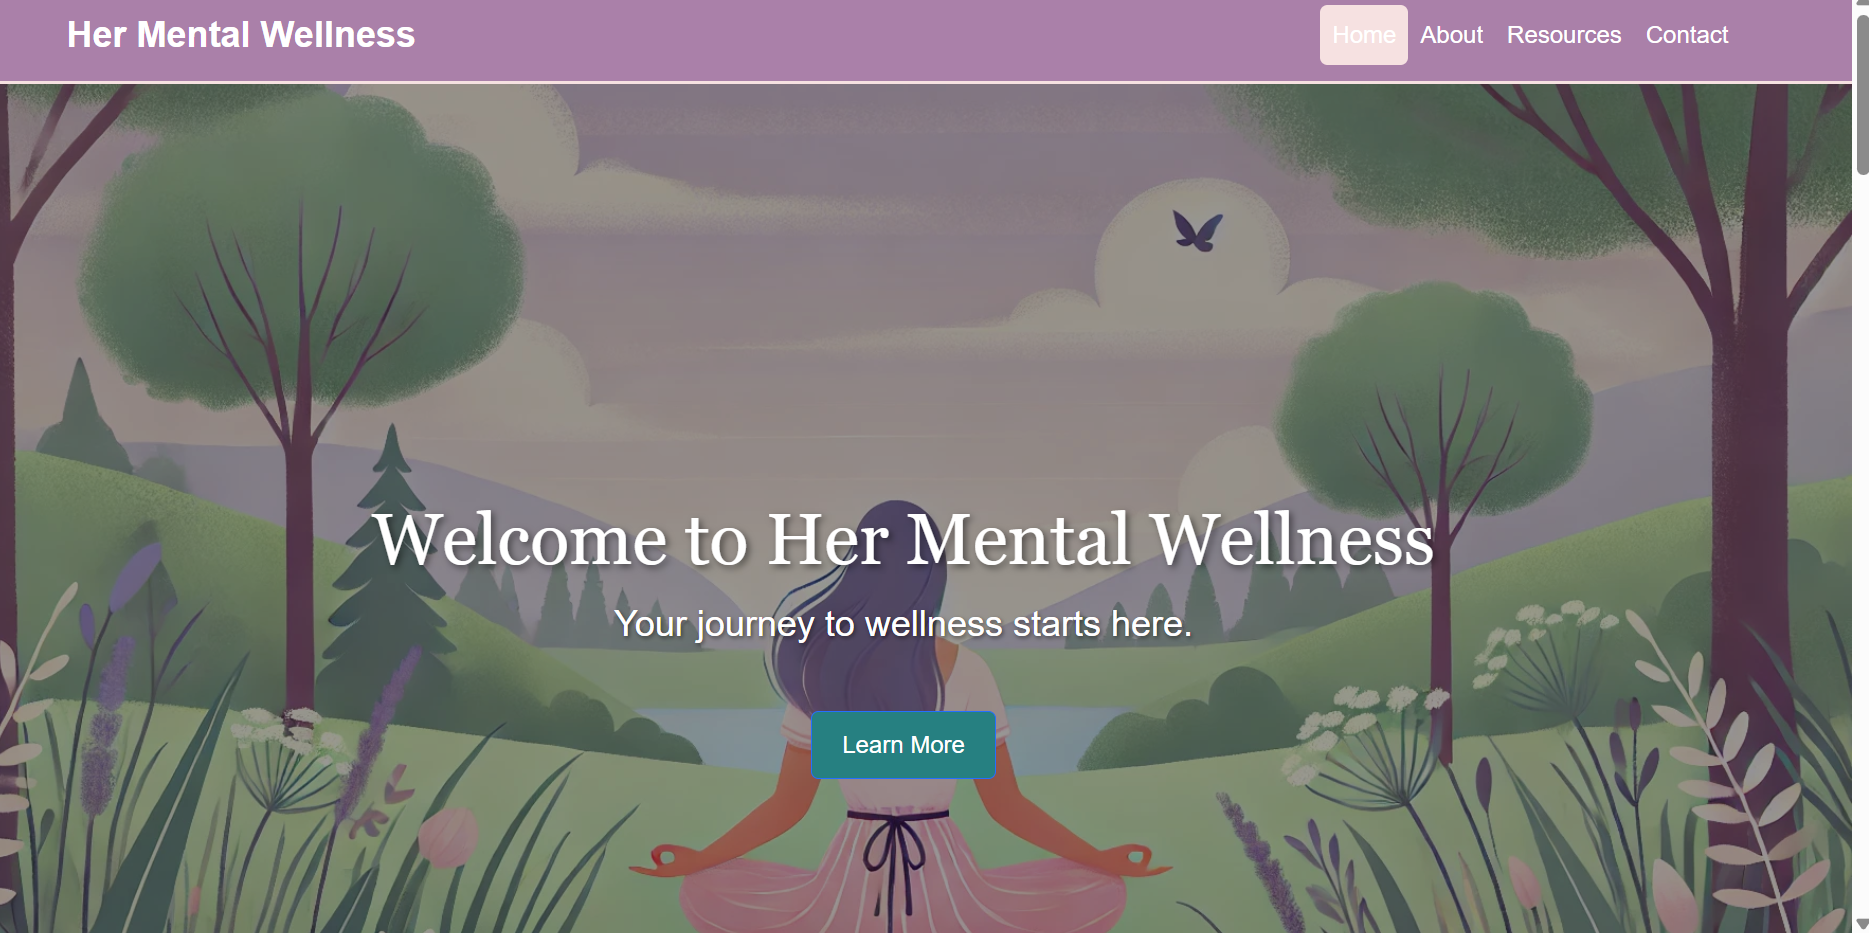 Her Mental Wellness
Home About Resources Contact
Welcome to Her Mental Wellness
Your journey to wellness starts here.
Learn More